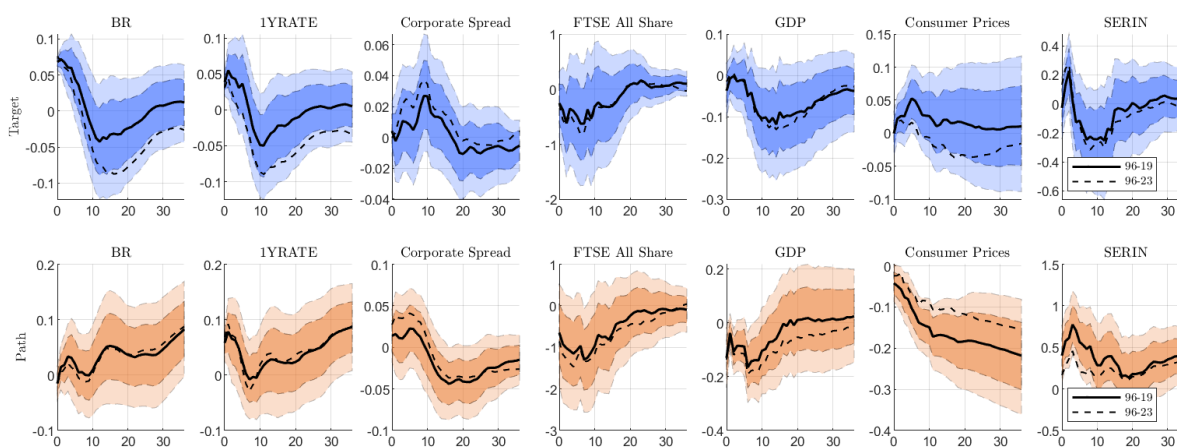 BR 1YRATE Corporate Spread FTSE All Share GDP Consumer Prices SERIN
Target
0.1 0.05 0 -0.05 -0.1
0 10 20 30
0.1 0.05 0 -0.05 -0.1
0 10 20 30
0.06 0.04 0.02 0 -0.02 -0.04
0 10 20 30
1 0 -1 -2
0 10 20 30
0.1 0 -0.1 -0.2 -0.3
0 10 20 30
0.1 0.05 0 -0.05 -0.1
0 10 20 30
0.4 0.2 0 -0.2 -0.4 -0.6
0 10 20 30
96-19
96-23
BR 1YRATE Corporate Spread FTSE All Share GDP Consumer Prices SERIN
Path
0.2 0.1 0 -0.1
0 10 20 30
0.2 0.1 0 -0.1
0 10 20 30
0.1 0.05 0 -0.05 -0.1
0 10 20 30
1 0 -1 -2 -3 -4
0 10 20 30
0.2 0 -0.2 -0.4
0 10 20 30
0 -0.1 -0.2 -0.3 -0.4
0 10 20 30
1.5 1 0.5 0 0.5
0 10 20 30
96-19
96-23